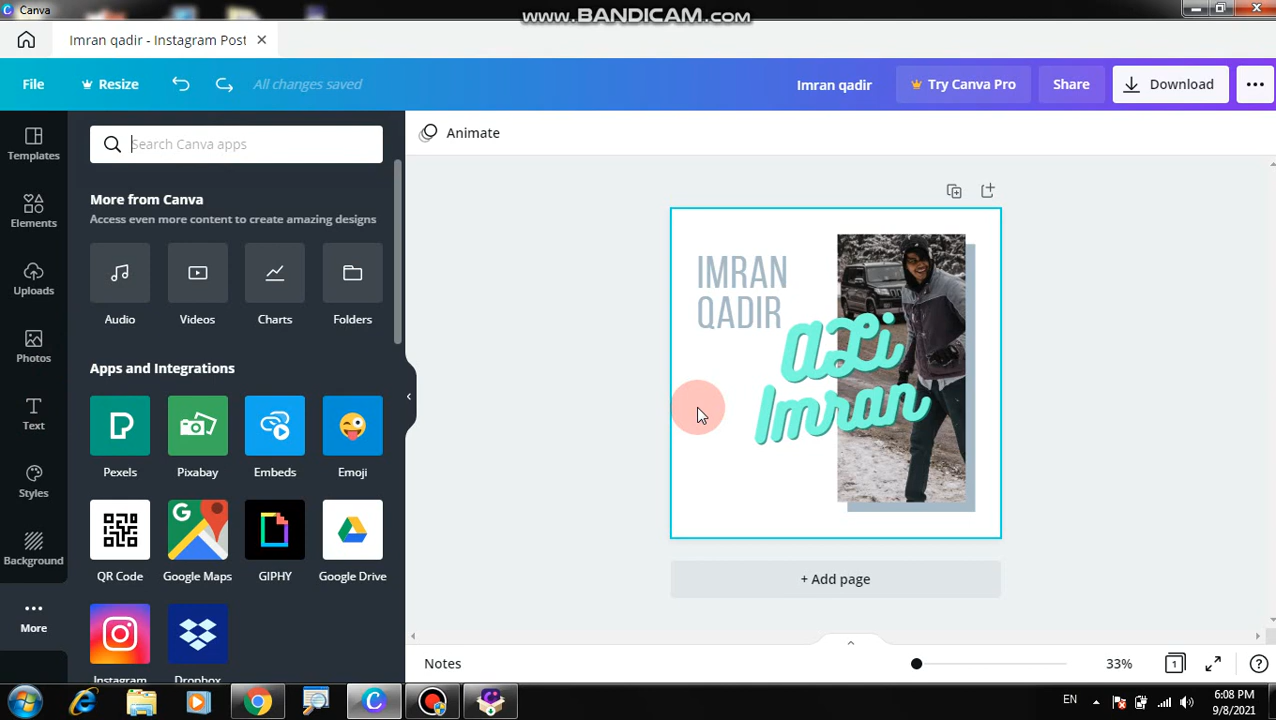 Canva
www.BANDICAM.com
Imran qadir - Instagram Post
File
Resize
All changes saved
Imran qadir
Try Canva Pro
Share
Download
Templates
Elements
Uploads
Photos
Text
Styles
Background
More
Search Canva apps
More from Canva
Access even more content to create amazing designs
Audio
Videos
Charts
Folders
Apps and Integrations
Pexels
Pixabay
Embeds
Emoji
G
QR Code
Google Maps
GIPHY
Google Drive
Instagram
Dropbox
Animate
IMRAN
QADIR
ALi
Imran
+ Add page
Notes
1
33%
?
EN
6:08 PM
9/8/2021